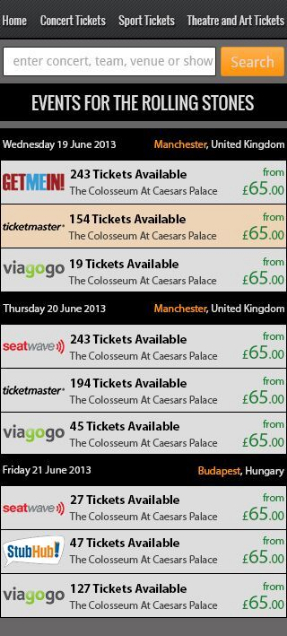 Home Concert Tickets Sport Tickets Theatre and Art Tickets
enter concert, team, venue or show Search
EVENTS FOR THE ROLLING STONES
Wednesday 19 June 2013 Manchester, United Kingdom
GETMEIN! 243 Tickets Available from
The Colosseum At Caesars Palace £65.00
ticketmaster 154 Tickets Available from
The Colosseum At Caesars Palace £65.00
viagogo 19 Tickets Available from
The Colosseum At Caesars Palace £65.00
Thursday 20 June 2013 Manchester, United Kingdom
seatwave 243 Tickets Available from
The Colosseum At Caesars Palace £65.00
ticketmaster 194 Tickets Available from
The Colosseum At Caesars Palace £65.00
viagogo 45 Tickets Available from
The Colosseum At Caesars Palace £65.00
Friday 21 June 2013 Budapest, Hungary
seatwave 27 Tickets Available from
The Colosseum At Caesars Palace £65.00
StubHub! 47 Tickets Available from
The Colosseum At Caesars Palace £65.00
viagogo 127 Tickets Available from
The Colosseum At Caesars Palace £65.00